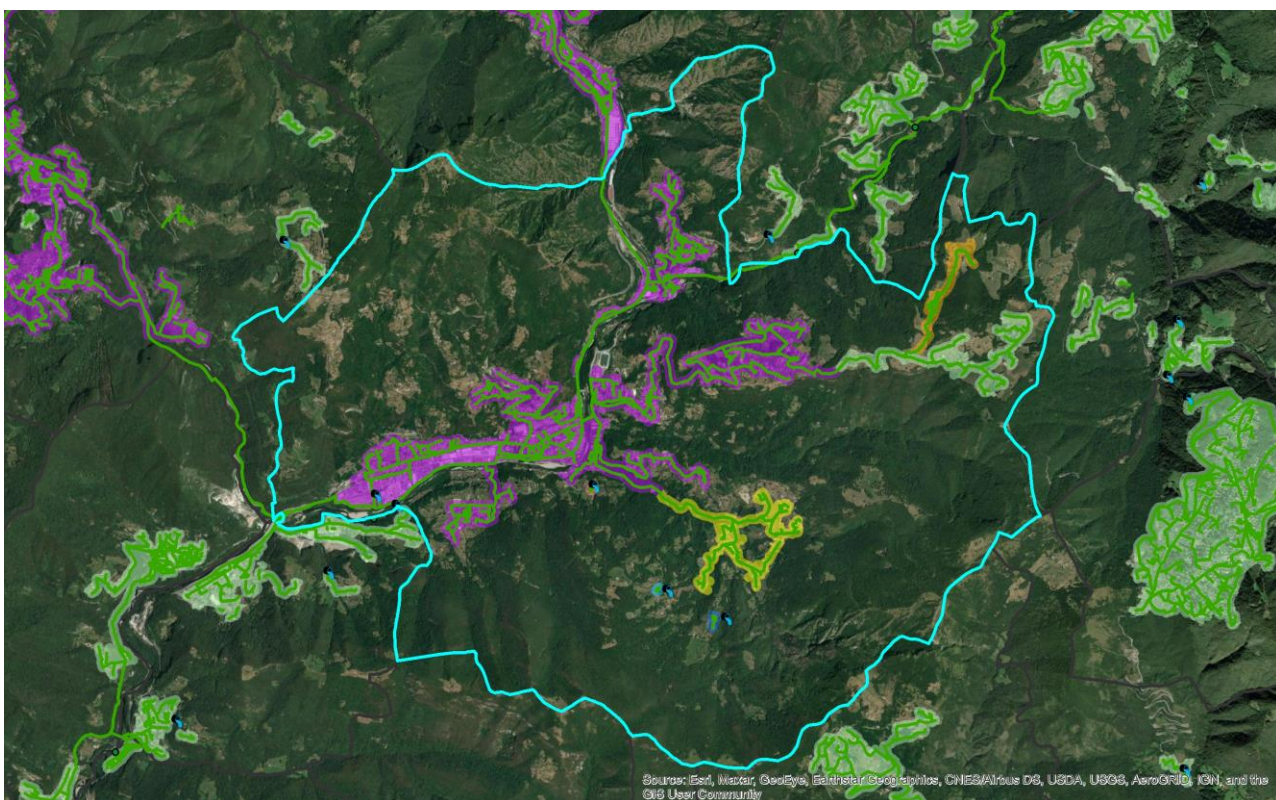 Source: Esri, Maxar, GeoEye, Earthstar Geographics, CNES/Airbus DS, USDA, USGS, AeroGRID, IGN, and the
GIS User Community